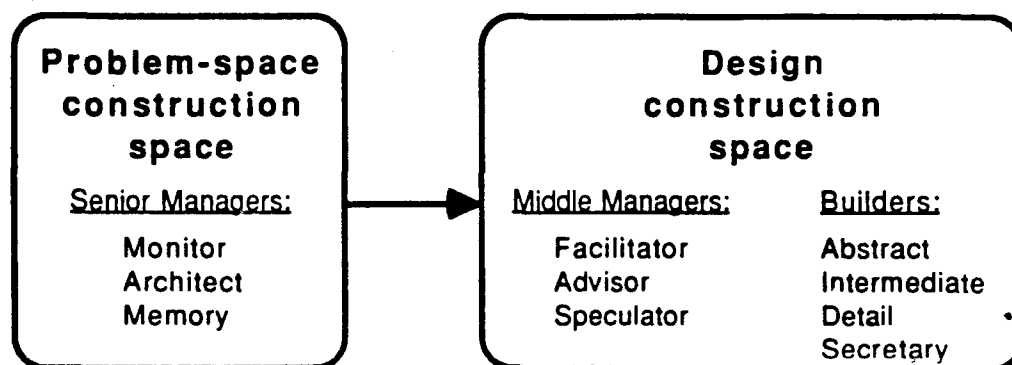 Problem-space
construction
space
Senior Managers:
Monitor
Architect
Memory
Design
construction
space
Middle Managers:
Facilitator
Advisor
Speculator
Builders:
Abstract
Intermediate
Detail
Secretary